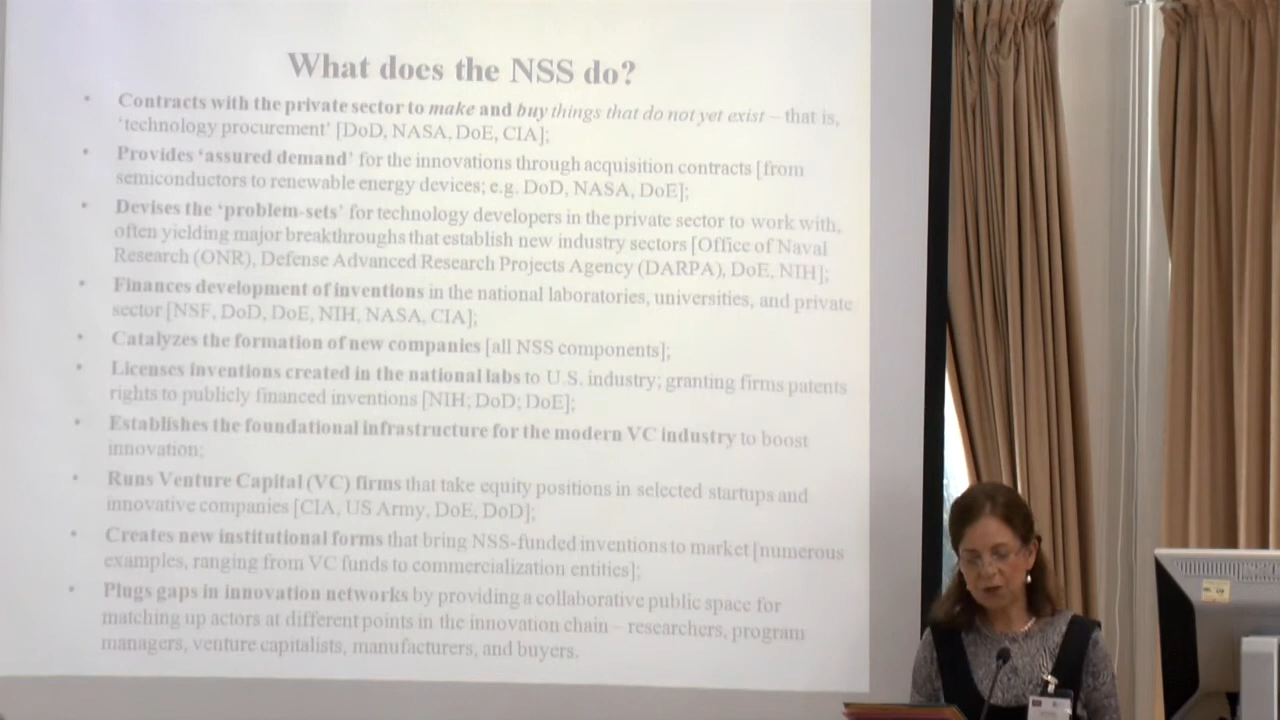 What does the NSS do?
• Contracts with the private sector to make and buy things that do not yet exist – that is,
‘technology procurement’ [DoD, NASA, DoE, CIA];
• Provides ‘assured demand’ for the innovations through acquisition contracts [from
semiconductors to renewable energy devices; e.g. DoD, NASA, DoE];
• Devises the ‘problem-sets’ for technology developers in the private sector to work with,
often yielding major breakthroughs that establish new industry sectors [Office of Naval
Research (ONR), Defense Advanced Research Projects Agency (DARPA), DoE, NIH];
• Finances development of inventions in the national laboratories, universities, and private
sector [NSF, DoD, DoE, NIH, NASA, CIA];
• Catalyzes the formation of new companies [all NSS components];
• Licenses inventions created in the national labs to U.S. industry; granting firms patents
rights to publicly financed inventions [NIH; DoD; DoE];
• Establishes the foundational infrastructure for the modern VC industry to boost
innovation;
• Runs Venture Capital (VC) firms that take equity positions in selected startups and
innovative companies [CIA, US Army, DoE, DoD];
• Creates new institutional forms that bring NSS-funded inventions to market [numerous
examples, ranging from VC funds to commercialization entities];
• Plugs gaps in innovation networks by providing a collaborative public space for
matching up actors at different points in the innovation chain – researchers, program
managers, venture capitalists, manufacturers, and buyers.